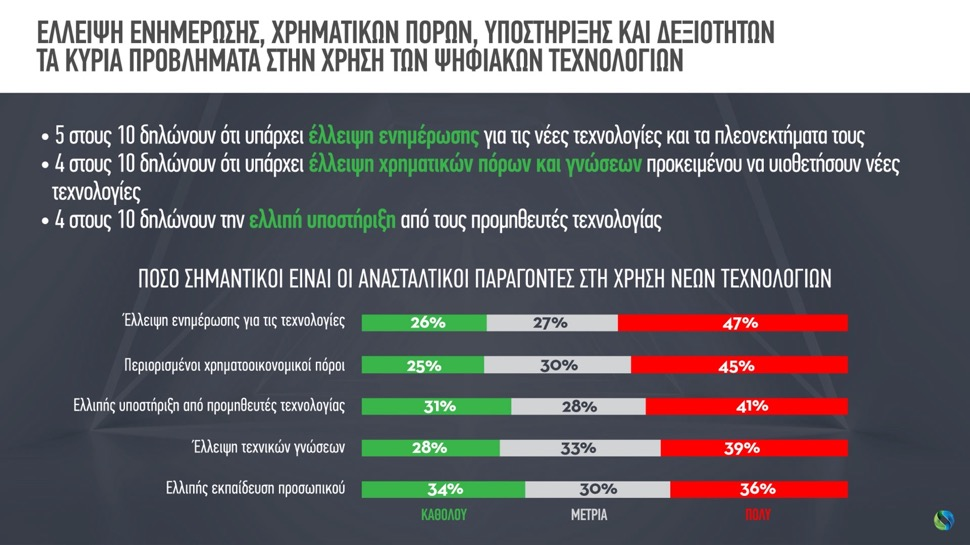 ΕΛΛΕΙΨΗ ΕΝΗΜΕΡΩΣΗΣ, ΧΡΗΜΑΤΙΚΩΝ ΠΟΡΩΝ, ΥΠΟΣΤΗΡΙΞΗΣ ΚΑΙ ΔΕΞΙΟΤΗΤΩΝ
ΤΑ ΚΥΡΙΑ ΠΡΟΒΛΗΜΑΤΑ ΣΤΗΝ ΧΡΗΣΗ ΤΩΝ ΨΗΦΙΑΚΩΝ ΤΕΧΝΟΛΟΓΙΩΝ
• 5 στους 10 δηλώνουν ότι υπάρχει έλλειψη ενημέρωσης για τις νέες τεχνολογίες και τα πλεονεκτήματα τους
• 4 στους 10 δηλώνουν ότι υπάρχει έλλειψη χρηματικών πόρων και γνώσεων προκειμένου να υιοθετήσουν νέες
τεχνολογίες
• 4 στους 10 δηλώνουν την ελλιπή υποστήριξη από τους προμηθευτές τεχνολογίας
ΠΟΣΟ ΣΗΜΑΝΤΙΚΟΙ ΕΙΝΑΙ ΟΙ ΑΝΑΣΤΑΛΤΙΚΟΙ ΠΑΡΑΓΟΝΤΕΣ ΣΤΗ ΧΡΗΣΗ ΝΕΩΝ ΤΕΧΝΟΛΟΓΙΩΝ
Έλλειψη ενημέρωσης για τις τεχνολογίες 26% 27% 47%
Περιορισμένοι χρηματοοικονομικοί πόροι 25% 30% 45%
Ελλιπής υποστήριξη από προμηθευτές τεχνολογίας 31% 28% 41%
Έλλειψη τεχνικών γνώσεων 28% 33% 39%
Ελλιπής εκπαίδευση προσωπικού 34% 30% 36%
ΚΑΘΟΛΟΥ ΜΕΤΡΙΑ ΠΟΛΥ